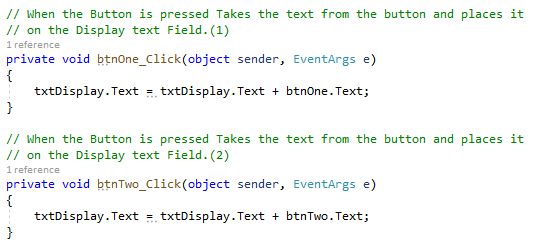 // When the Button is pressed Takes the text from the button and places it
// on the Display text Field.(1)
1 reference
private void btnOne_Click(object sender, EventArgs e)
{
    txtDisplay.Text = txtDisplay.Text + btnOne.Text;
}
// When the Button is pressed Takes the text from the button and places it
// on the Display text Field.(2)
1 reference
private void btnTwo_Click(object sender, EventArgs e)
{
    txtDisplay.Text = txtDisplay.Text + btnTwo.Text;
}